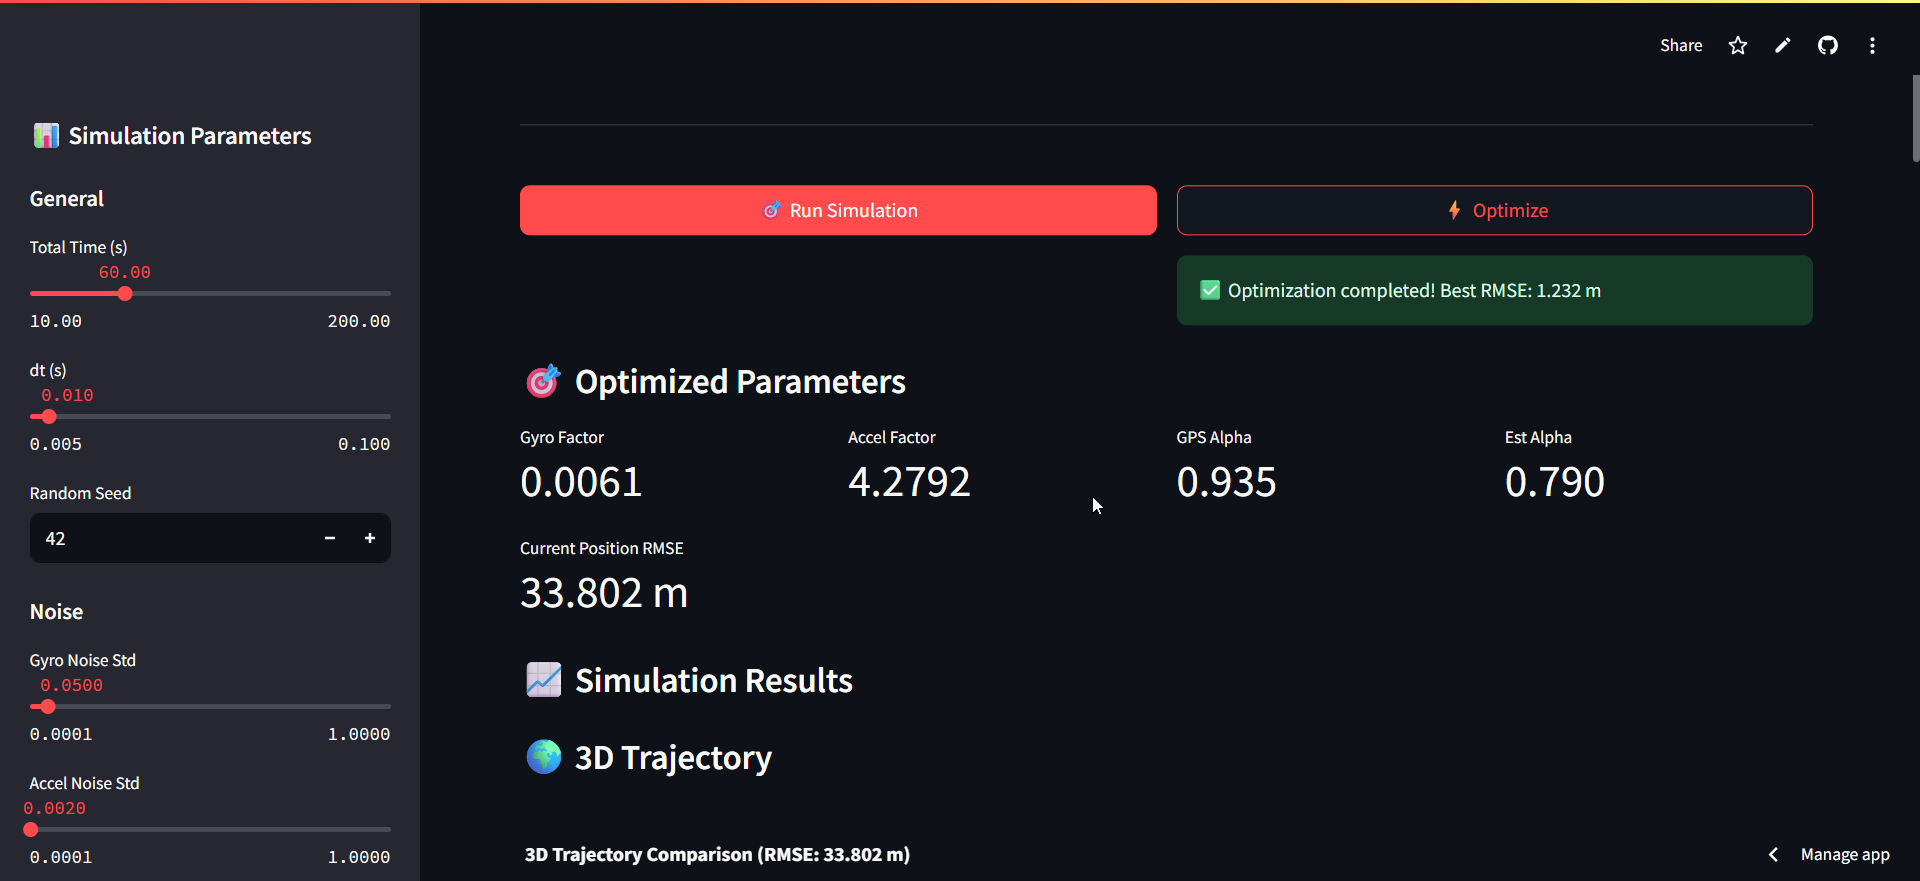 Share
Simulation Parameters
General
Total Time (s)
60.00
10.00 200.00
dt (s)
0.010
0.005 0.100
Random Seed
42 − +
Noise
Gyro Noise Std
0.0500
0.0001 1.0000
Accel Noise Std
0.0020
0.0001 1.0000
Run Simulation
Optimize
Optimization completed! Best RMSE: 1.232 m
Optimized Parameters
Gyro Factor Accel Factor GPS Alpha Est Alpha
0.0061 4.2792 0.935 0.790
Current Position RMSE
33.802 m
Simulation Results
3D Trajectory
3D Trajectory Comparison (RMSE: 33.802 m)
Manage app